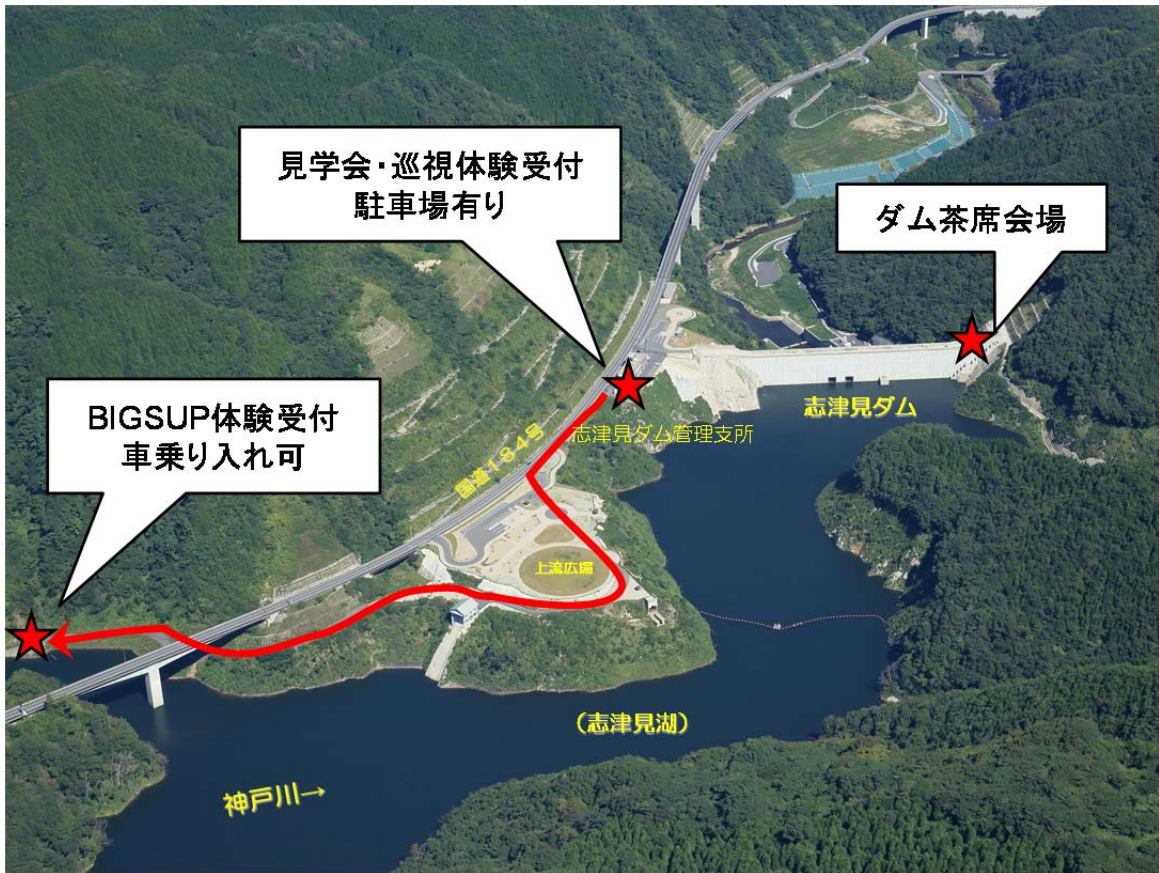 見学会・巡視体験受付
駐車場有り
ダム茶席会場
BIGSUP体験受付
車乗り入れ可
志津見ダム
志津見ダム管理支所
国道184号
上流広場
（志津見湖）
神戸川→